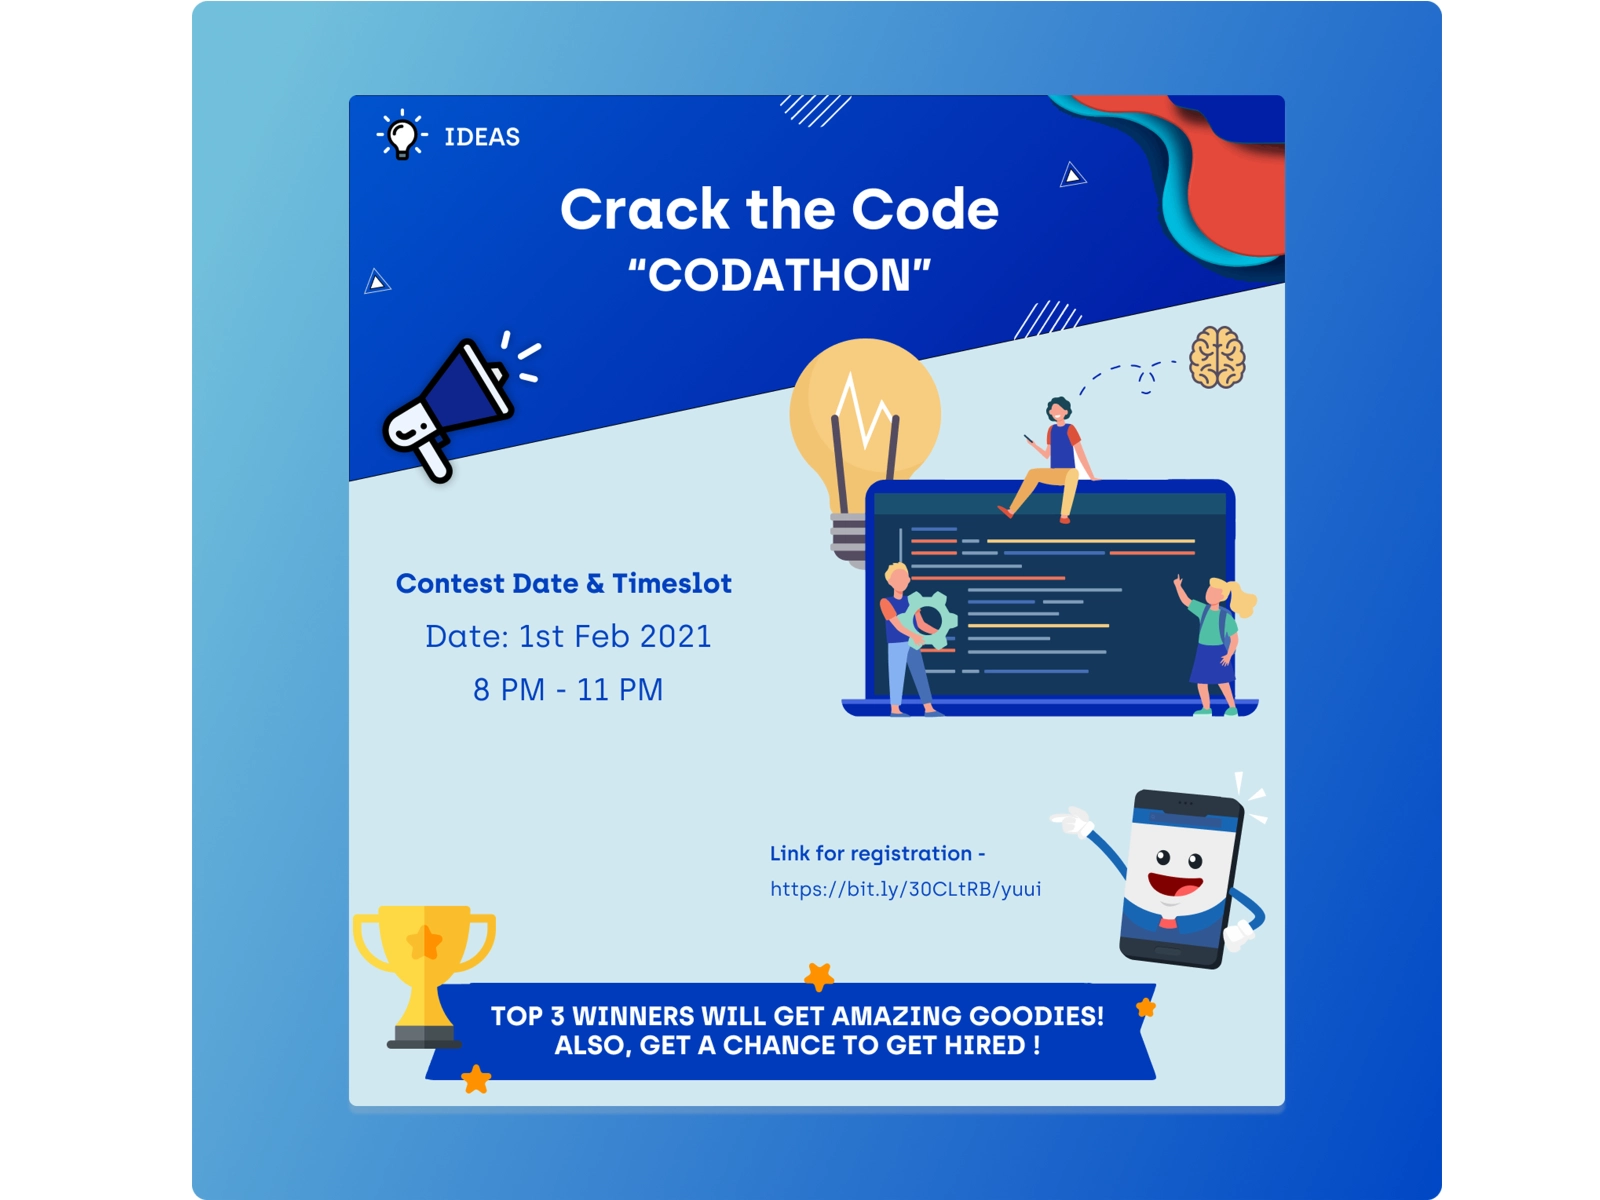 IDEAS
Crack the Code
“CODATHON”
Contest Date & Timeslot
Date: 1st Feb 2021
8 PM - 11 PM
Link for registration -
https://bit.ly/30CLtRB/yuui
TOP 3 WINNERS WILL GET AMAZING GOODIES!
ALSO, GET A CHANCE TO GET HIRED !